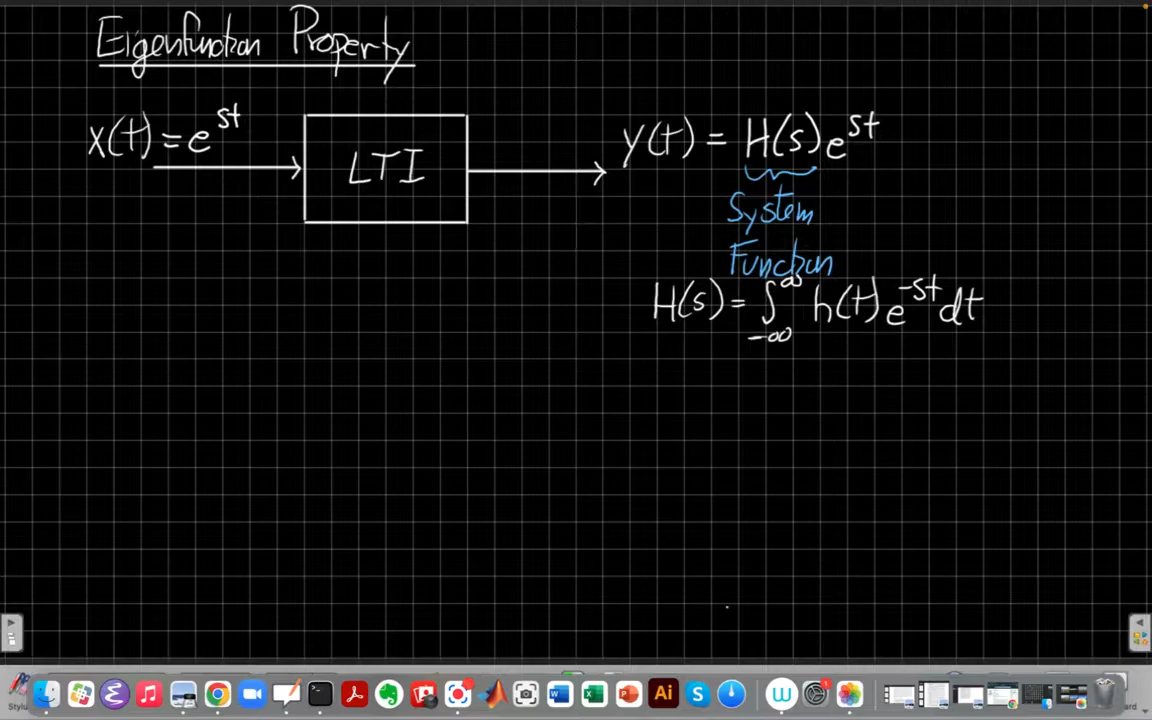 Eigenfunction Property
x(t) = e^st
LTI
y(t) = H(s)e^st
System
Function
H(s) = ∫_-∞^∞ h(t) e^-st dt